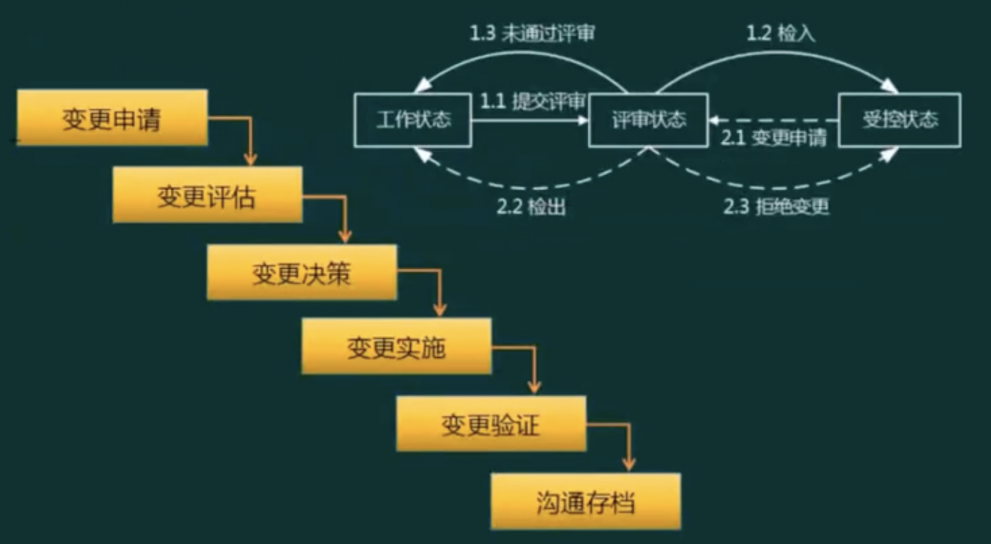 1.3 未通过评审
1.2 检入
变更申请
工作状态
1.1 提交评审
评审状态
2.1 变更申请
受控状态
2.2 检出
2.3 拒绝变更
变更评估
变更决策
变更实施
变更验证
沟通存档